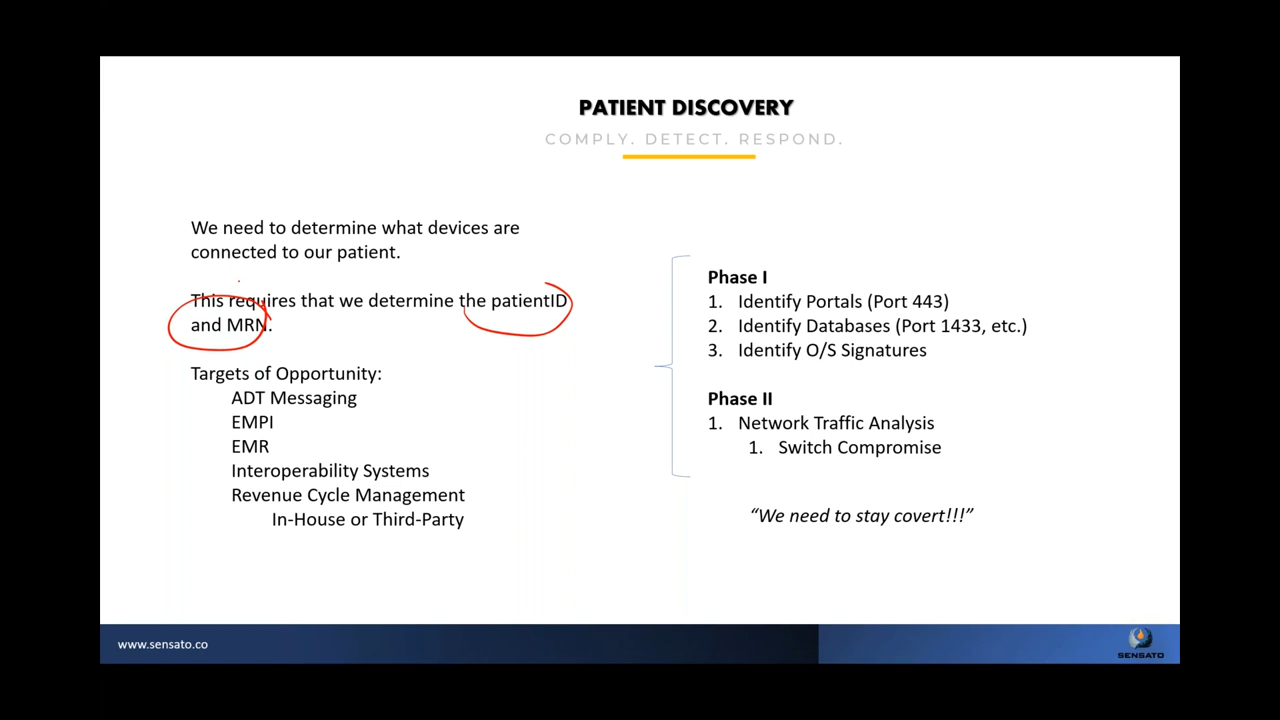 PATIENT DISCOVERY
COMPLY. DETECT. RESPOND.
We need to determine what devices are
connected to our patient.
This requires that we determine the patientID
and MRN.
Targets of Opportunity:
ADT Messaging
EMPI
EMR
Interoperability Systems
Revenue Cycle Management
In-House or Third-Party
Phase I
1. Identify Portals (Port 443)
2. Identify Databases (Port 1433, etc.)
3. Identify O/S Signatures
Phase II
1. Network Traffic Analysis
1. Switch Compromise
“We need to stay covert!!!”
www.sensato.co
SENSATO